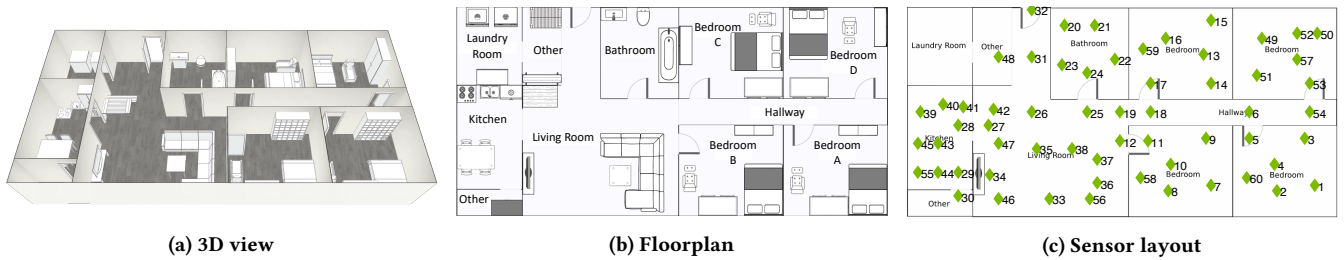 Laundry
Room
Other
Bathroom
Bedroom
C
Bedroom
D
Kitchen
Living Room
Hallway
Bedroom
B
Bedroom
A
Other
32
20 21 15
Laundry Room Other Bathroom 16 49 52 50
59 Bedroom 13 Bedroom
48 31 23 22 57
24 51
17 14 53
40 41 42 26 25 19 18 Hallway 6 54
39
28 27
Kitchen 12 11 9 5 3
45 43 47 35 38
Living Room 37 10 4
55 44 29 34 58 Bedroom 60 Bedroom
36 8 7 2 1
30 46 33 56
Other
(a) 3D view
(b) Floorplan
(c) Sensor layout